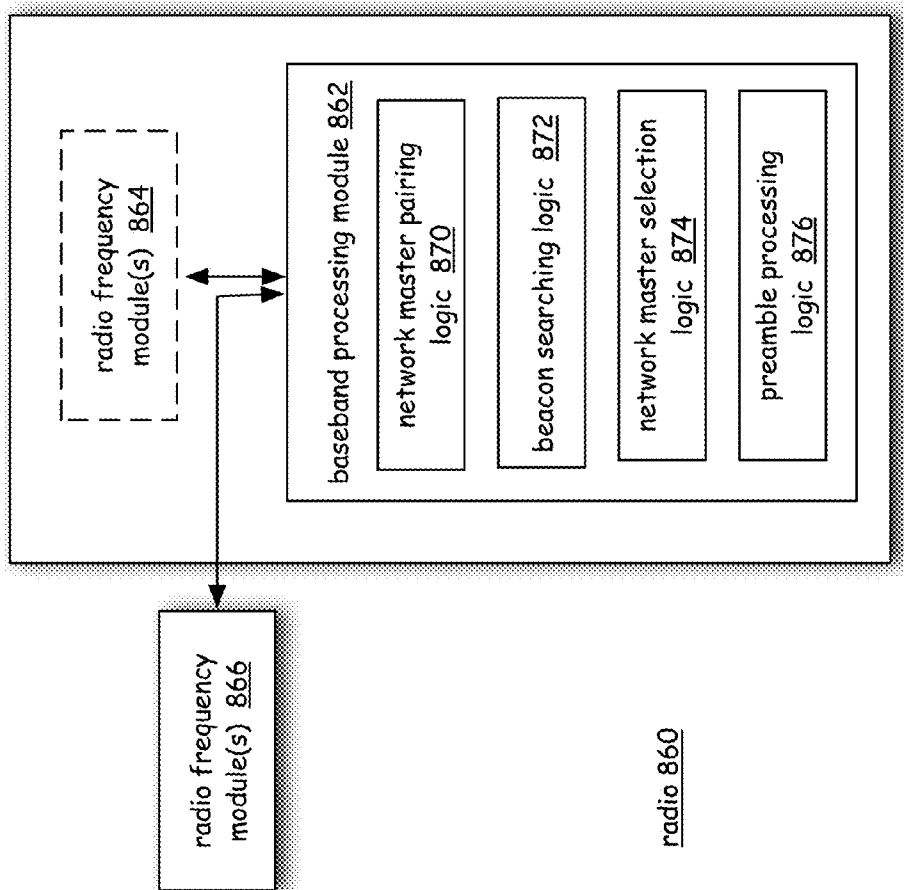 radio frequency
module(s) 864
baseband processing module 862
network master pairing
logic 870
beacon searching logic 872
network master selection
logic 874
preamble processing
logic 876
radio frequency
module(s) 866
radio 860